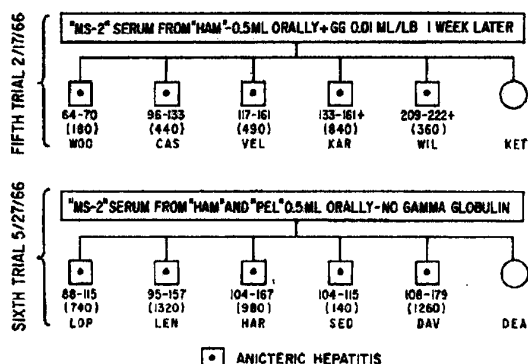 FIFTH TRIAL 2/17/66
"MS-2" SERUM FROM "HAM"-0.5ML ORALLY+GG 0.01 ML/LB 1 WEEK LATER
64-70 96-133 117-161 133-161+ 209-222+
(180) (440) (490) (840) (360)
WOO CAS VEL KAR WIL KET
SIXTH TRIAL 5/27/66
"MS-2" SERUM FROM "HAM" AND "PEL" 0.5ML ORALLY-NO GAMMA GLOBULIN
88-115 95-157 104-167 104-115 108-179
(740) (1320) (980) (140) (1260)
LOP LEN HAR SEO DAV DEA
ANICTERIC HEPATITIS